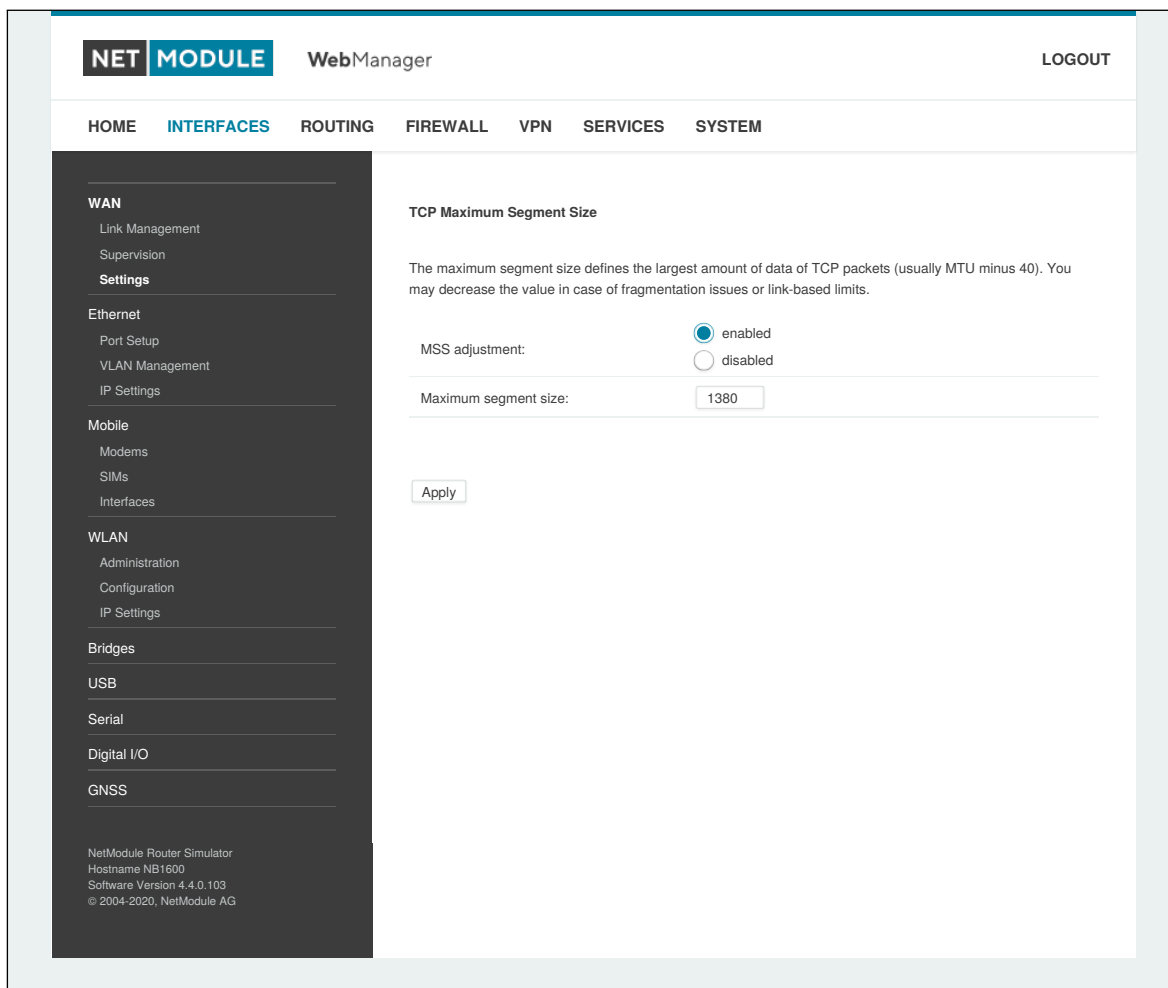 NET MODULE WebManager
LOGOUT
HOME INTERFACES ROUTING FIREWALL VPN SERVICES SYSTEM
WAN
Link Management
Supervision
Settings
Ethernet
Port Setup
VLAN Management
IP Settings
Mobile
Modems
SIMs
Interfaces
WLAN
Administration
Configuration
IP Settings
Bridges
USB
Serial
Digital I/O
GNSS
NetModule Router Simulator
Hostname NB1600
Software Version 4.4.0.103
© 2004-2020, NetModule AG
TCP Maximum Segment Size
The maximum segment size defines the largest amount of data of TCP packets (usually MTU minus 40). You
may decrease the value in case of fragmentation issues or link-based limits.
MSS adjustment:
enabled
disabled
Maximum segment size: 1380
Apply